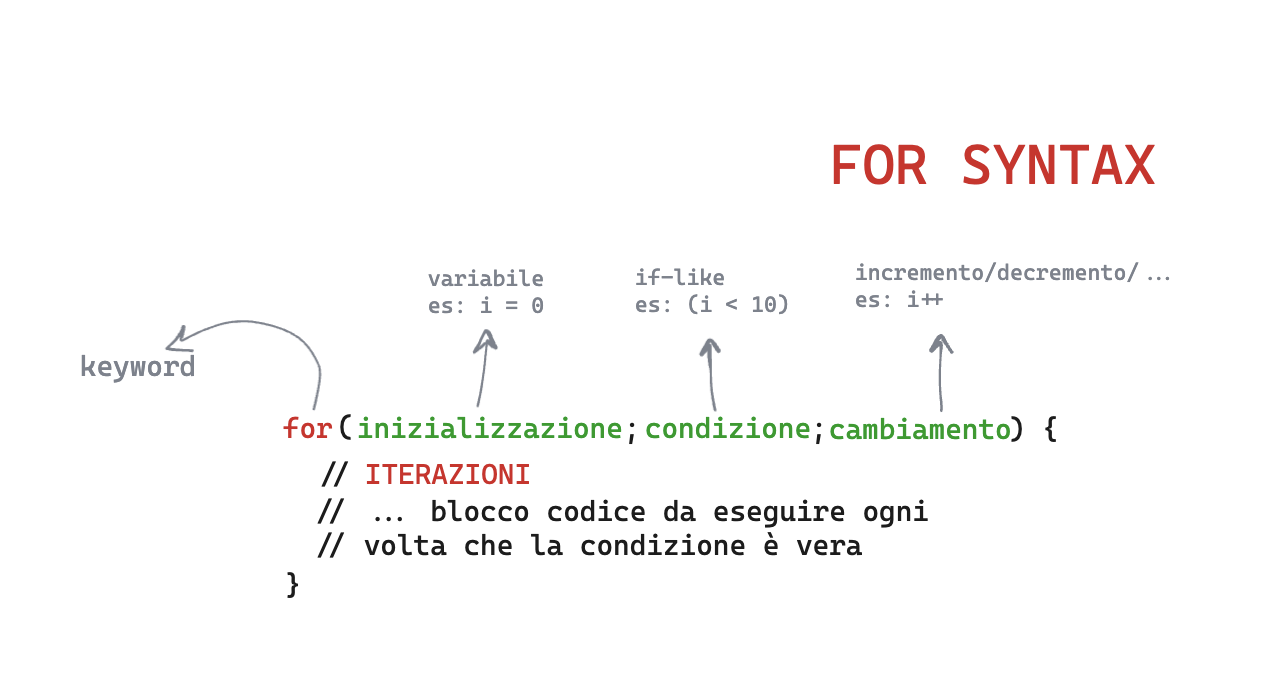 FOR SYNTAX
variabile
es: i = 0
if-like
es: (i < 10)
incremento/decremento/...
es: i++
keyword
for(inizializzazione;condizione;cambiamento) {
// ITERAZIONI
// ... blocco codice da eseguire ogni
// volta che la condizione è vera
}